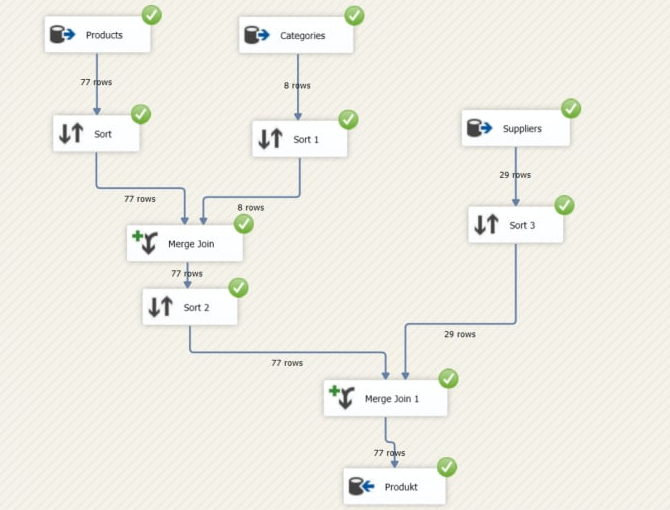 Products
Categories
77 rows
8 rows
Suppliers
Sort
Sort 1
29 rows
77 rows
8 rows
Sort 3
Merge Join
77 rows
Sort 2
29 rows
77 rows
Merge Join 1
77 rows
Produkt